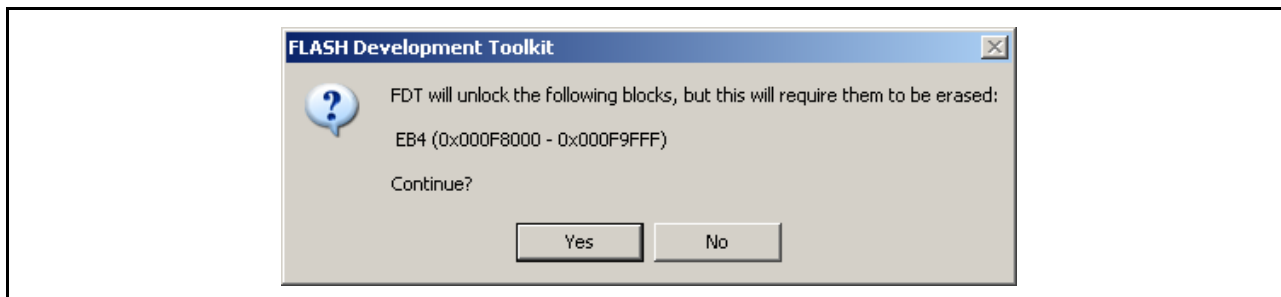 FLASH Development Toolkit
FDT will unlock the following blocks, but this will require them to be erased:
EB4 (0x000F8000 - 0x000F9FFF)
Continue?
Yes
No